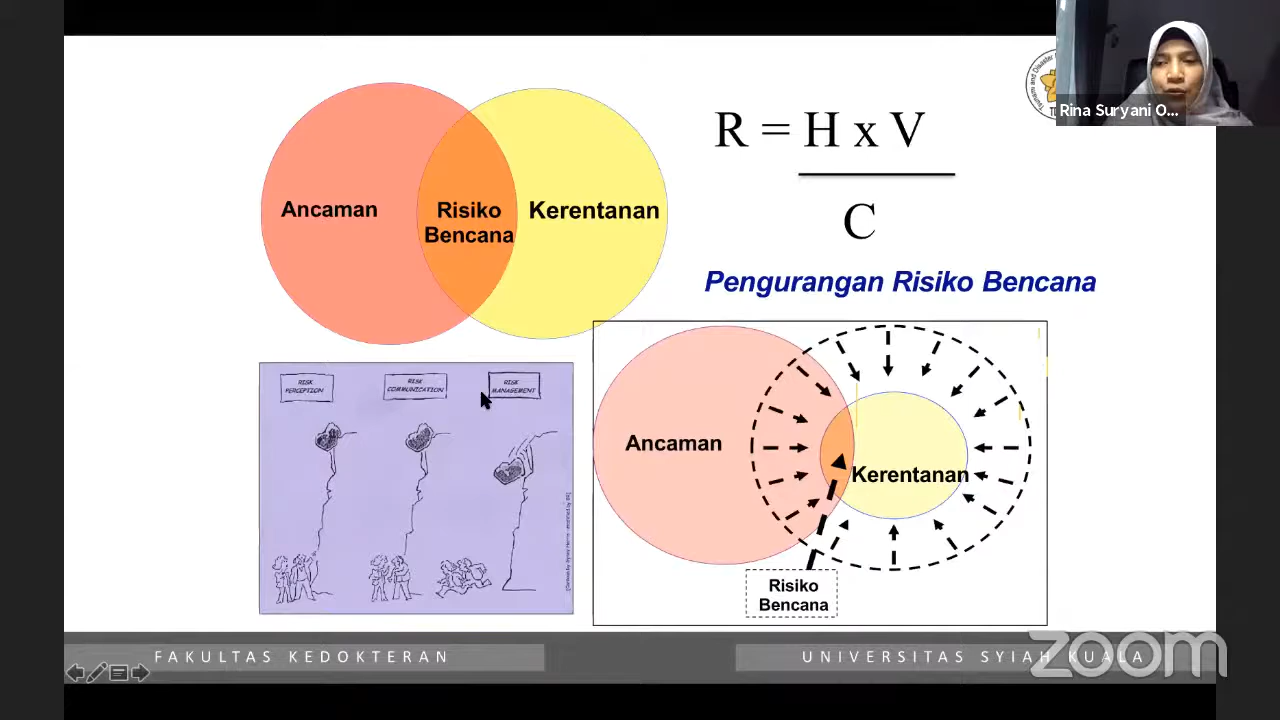 Rina Suryani O...
R = H x V
C
Ancaman
Risiko
Bencana
Kerentanan
Pengurangan Risiko Bencana
RISK
PERCEPTION
RISK
COMMUNICATION
RISK
MANAGEMENT
Ancaman
Kerentanan
Risiko
Bencana
FAKULTAS KEDOKTERAN
UNIVERSITAS SYIAH KUALA
zoom